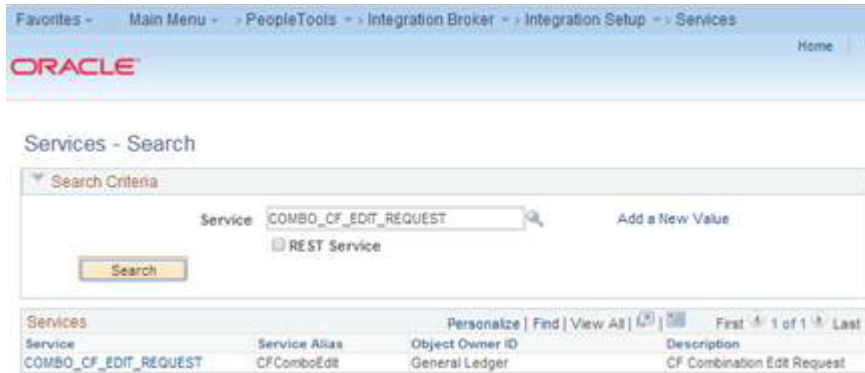 Favorites Main Menu > PeopleTools > Integration Broker > Integration Setup > Services
Home
ORACLE
Services - Search
Search Criteria
Service COMBO_CF_EDIT_REQUEST Add a New Value
REST Service
Search
Services Personalize | Find | View All | First 1 of 1 Last
Service Service Alias Object Owner ID Description
COMBO_CF_EDIT_REQUEST CFComboEdit General Ledger CF Combination Edit Request